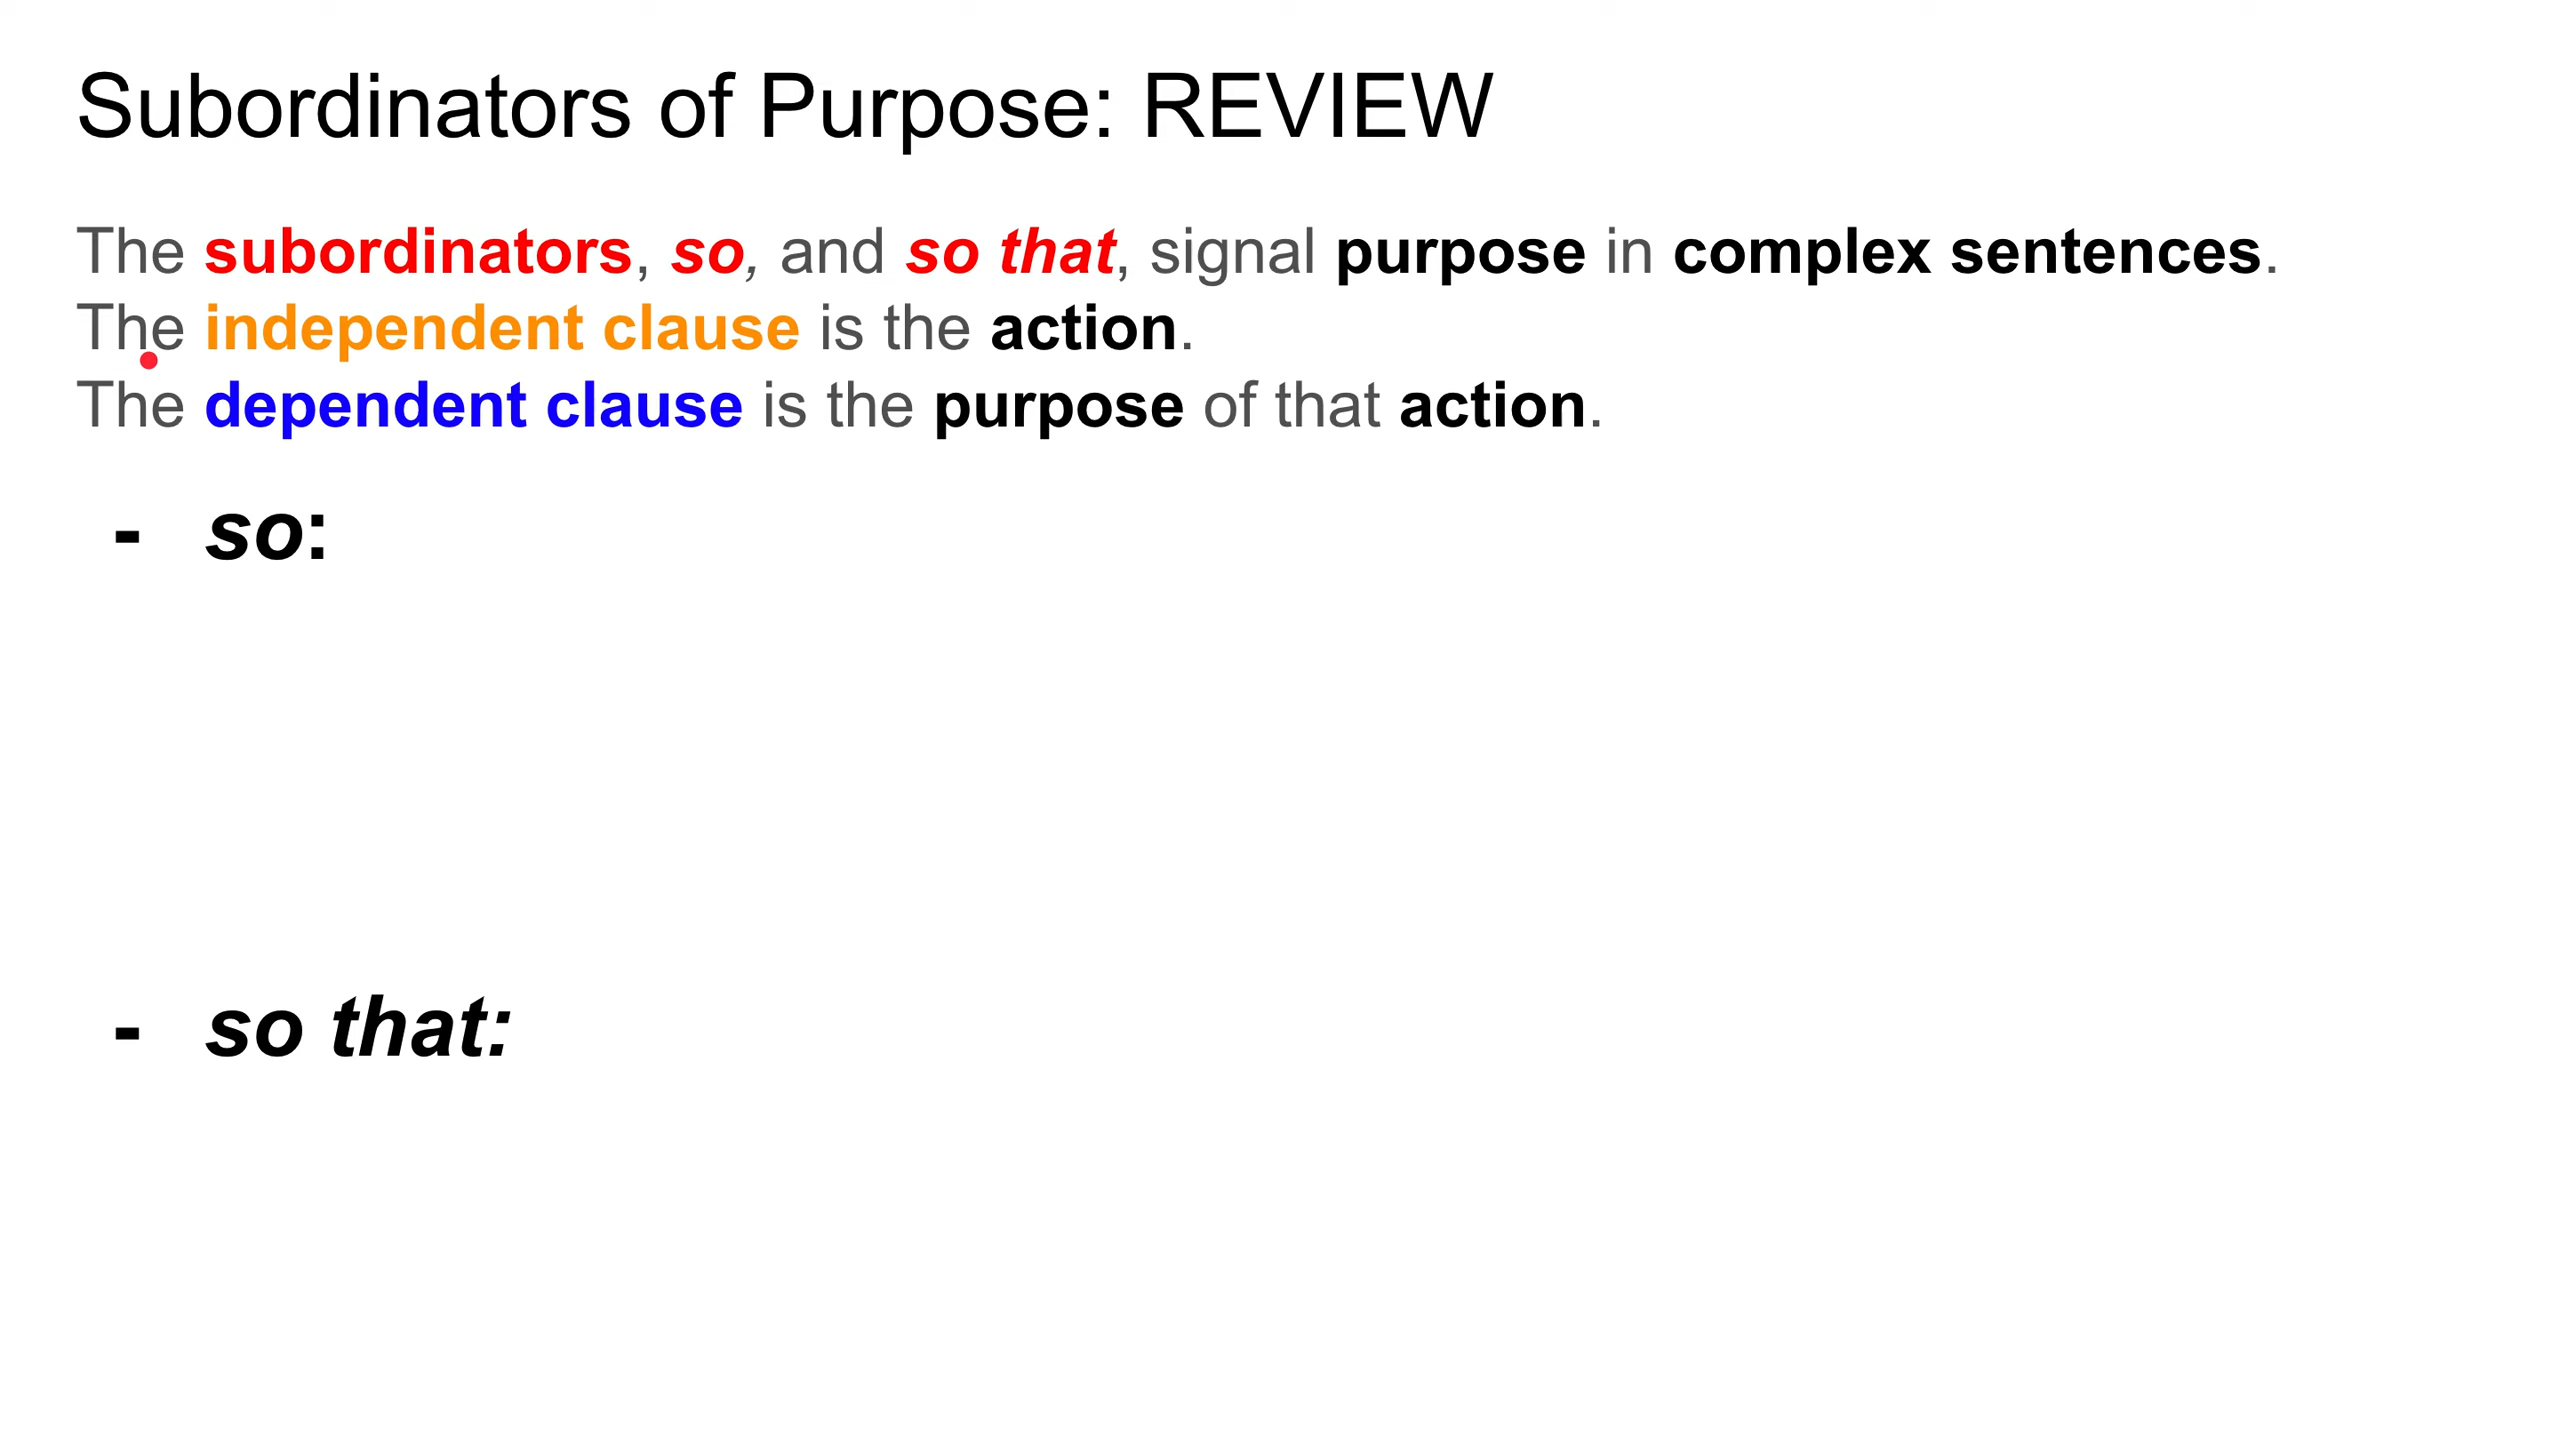 Subordinators of Purpose: REVIEW
The subordinators, so, and so that, signal purpose in complex sentences.
The independent clause is the action.
The dependent clause is the purpose of that action.
- so:
- so that: